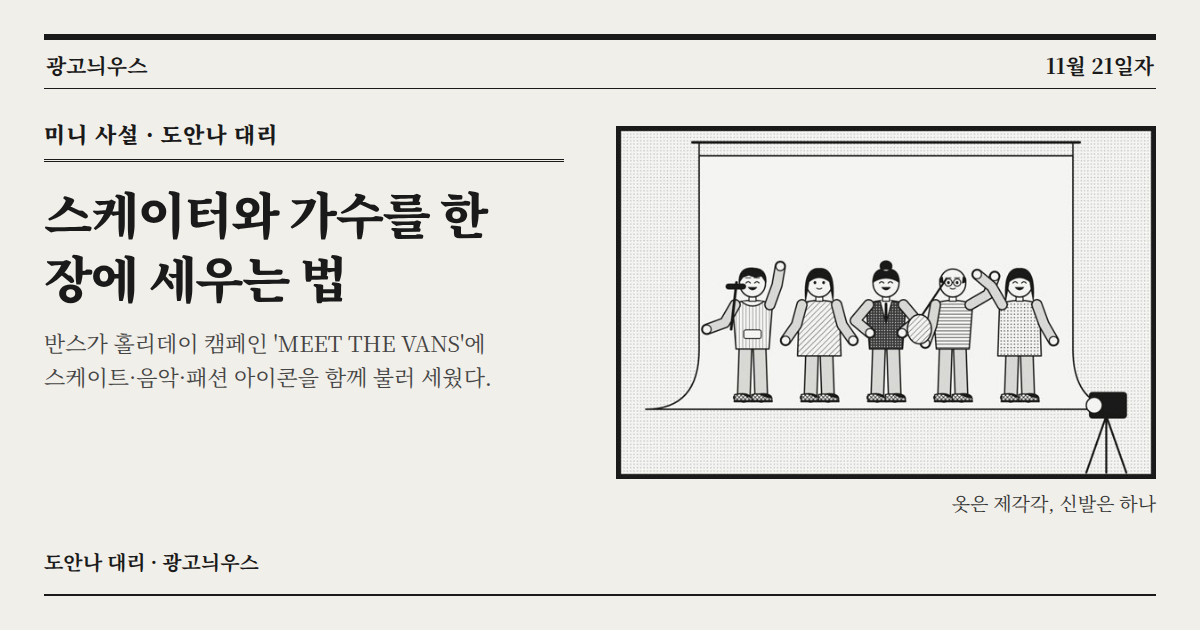 광고늬우스
11월 21일자
미니 사설 · 도안나 대리
스케이터와 가수를 한
장에 세우는 법
반스가 홀리데이 캠페인 'MEET THE VANS'에
스케이트·음악·패션 아이콘을 함께 불러 세웠다.
옷은 제각각, 신발은 하나
도안나 대리 · 광고늬우스